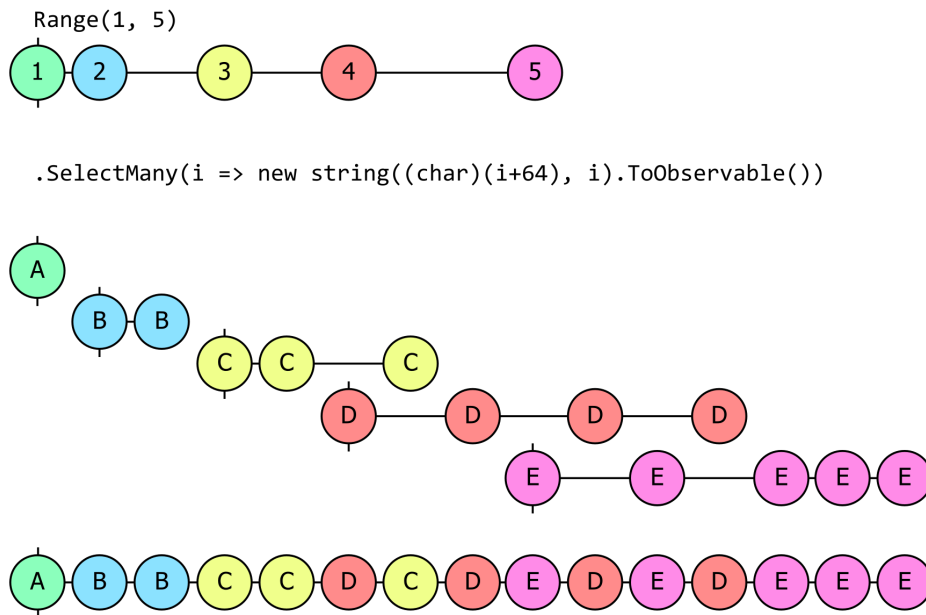 Range(1, 5)
1 2 3 4 5
.SelectMany(i => new string((char)(i+64), i).ToObservable())
A
B B
C C C
D D D D
E E E E E
A B B C C D C D E D E D E E E